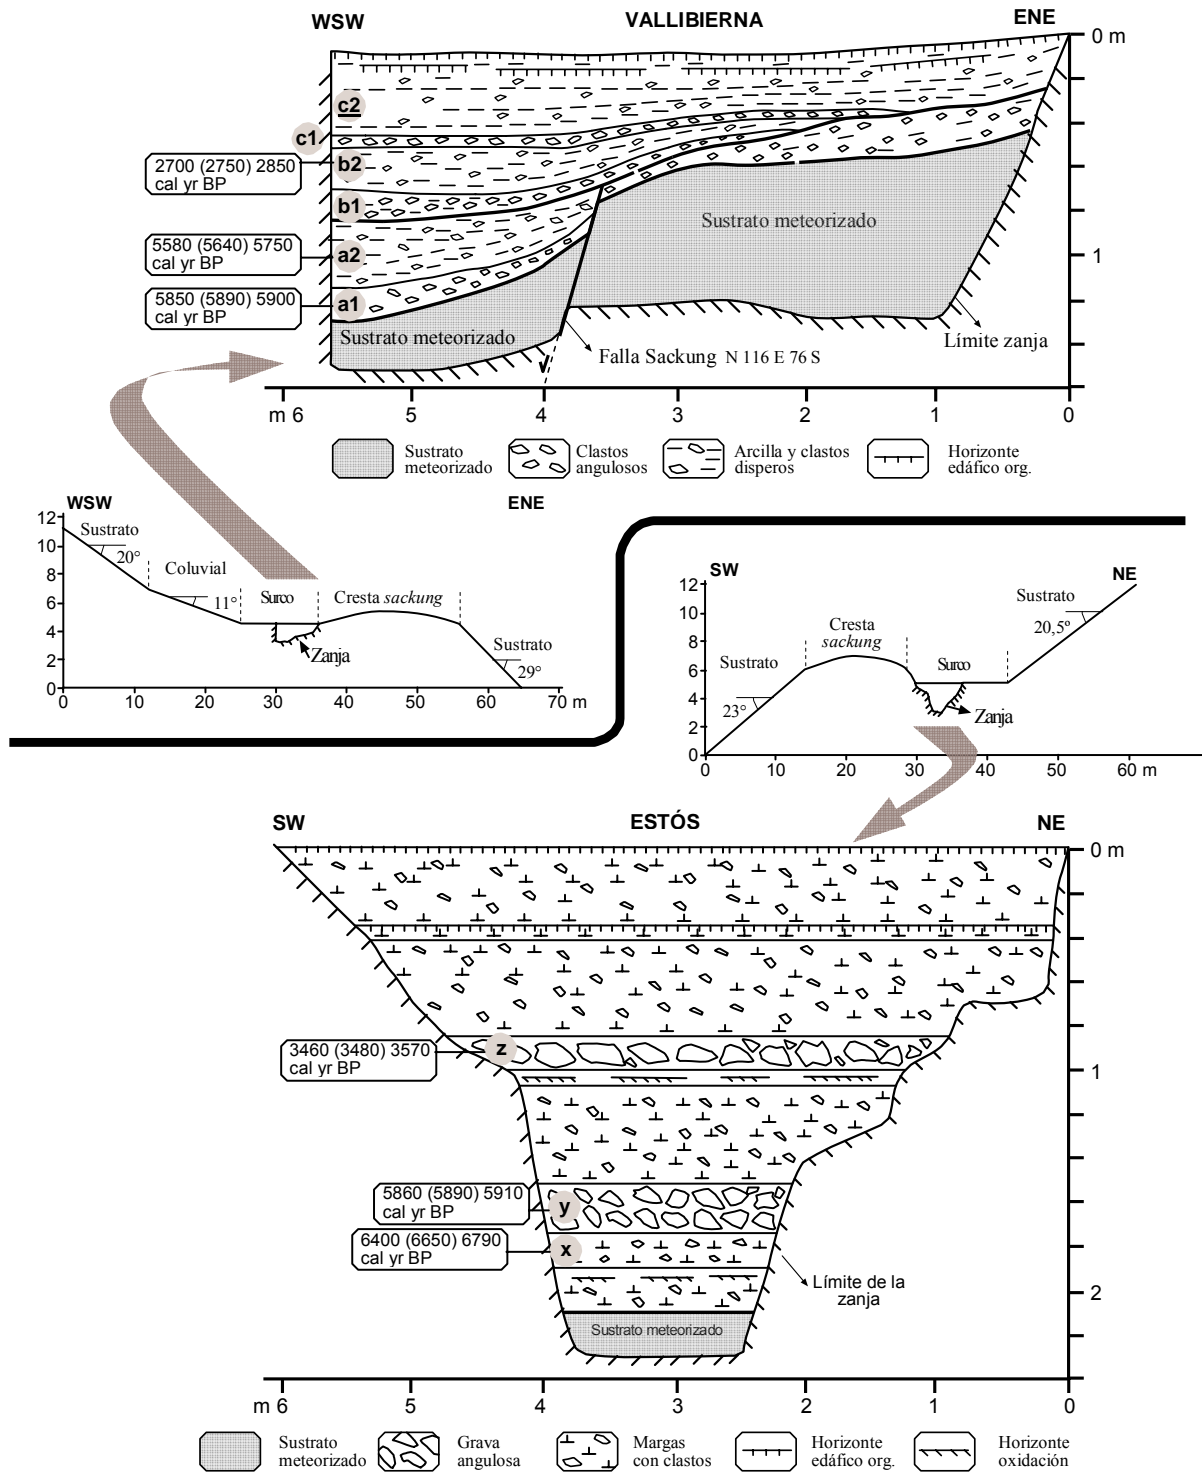 WSW
VALLIBIERNA
ENE
0 m
c2
c1
2700 (2750) 2850
cal yr BP
b2
b1
Sustrato meteorizado
5580 (5640) 5750
cal yr BP
a2
1
5850 (5890) 5900
cal yr BP
a1
Sustrato meteorizado
Falla Sackung N 116 E 76 S
Límite zanja
m 6
5
4
3
2
1
0
Sustrato
meteorizado
Clastos
angulosos
Arcilla y clastos
disperos
Horizonte
edáfico org.
WSW
ENE
12
10
8
6
4
2
0
Sustrato
20°
Coluvial
11°
Surco
Cresta sackung
Zanja
Sustrato
29°
0
10
20
30
40
50
60
70 m
SW
NE
12
10
8
6
4
2
0
Sustrato
23°
Cresta
sackung
Surco
Zanja
Sustrato
20,5º
0
10
20
30
40
50
60 m
SW
ESTÓS
NE
0 m
3460 (3480) 3570
cal yr BP
z
1
5860 (5890) 5910
cal yr BP
y
6400 (6650) 6790
cal yr BP
x
Límite de la
zanja
2
Sustrato meteorizado
m 6
5
4
3
2
1
0
Sustrato
meteorizado
Grava
angulosa
Margas
con clastos
Horizonte
edáfico org.
Horizonte
oxidación